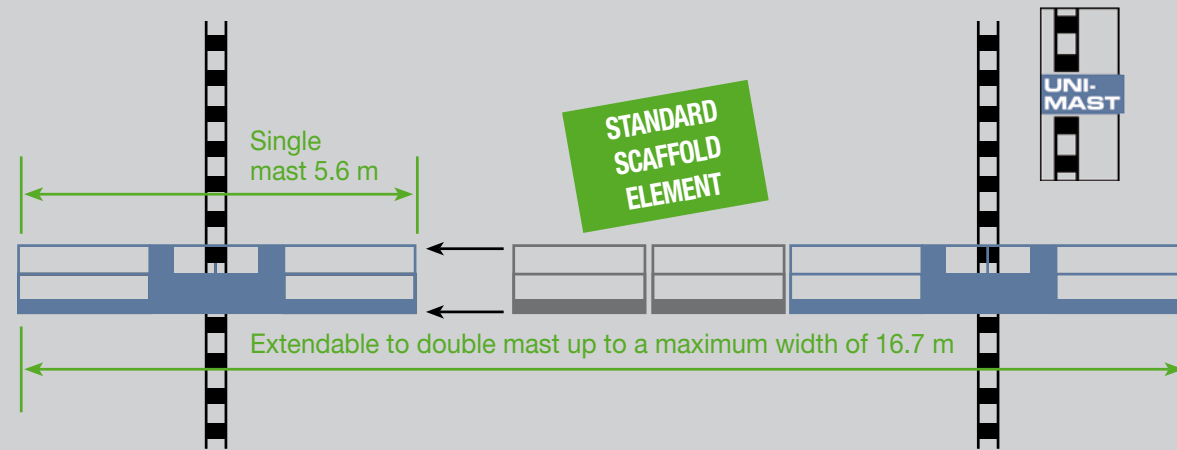 Single
mast 5.6 m
STANDARD
SCAFFOLD
ELEMENT
UNI-
MAST
Extendable to double mast up to a maximum width of 16.7 m